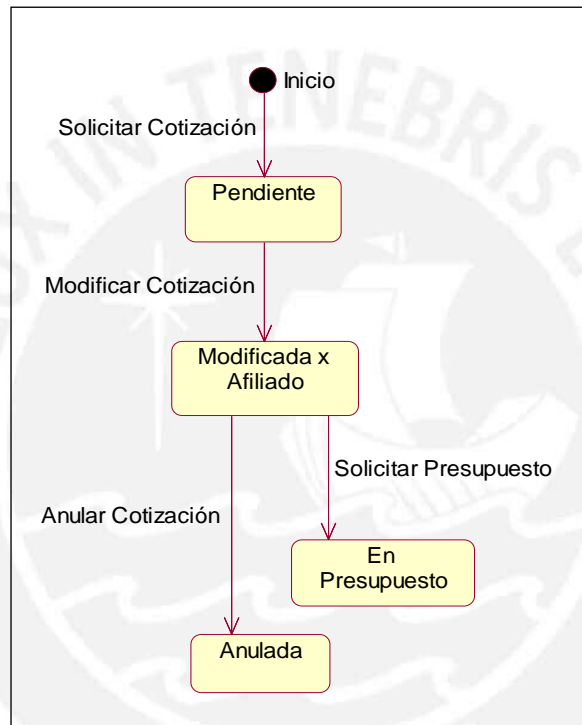 Inicio
Solicitar Cotización
Pendiente
Modificar Cotización
Modificada x
Afiliado
Solicitar Presupuesto
Anular Cotización
En
Presupuesto
Anulada